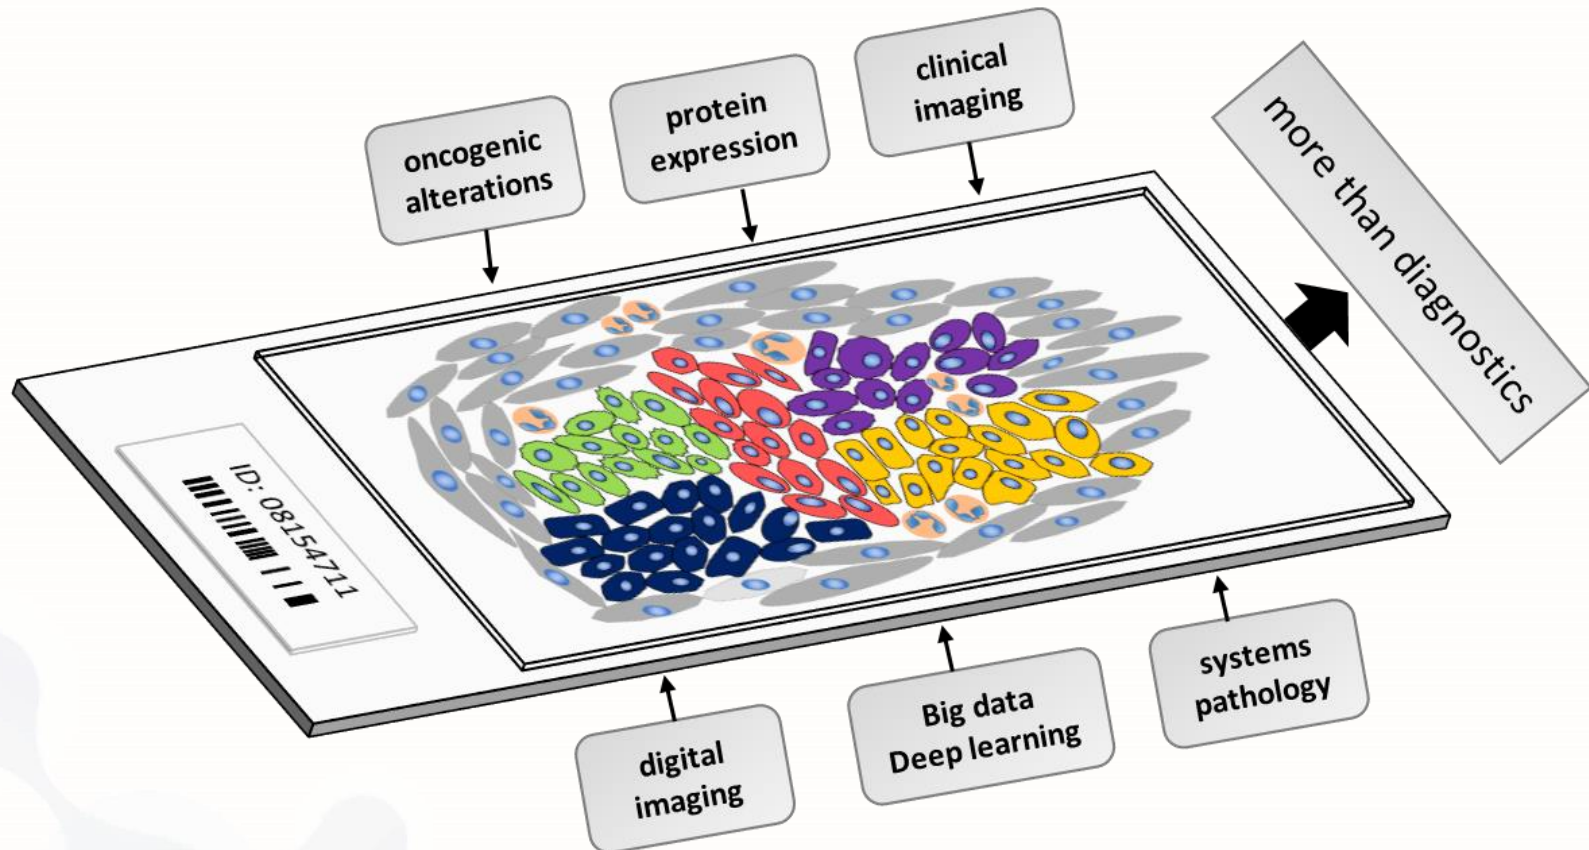 oncogenic
alterations
protein
expression
clinical
imaging
more than diagnostics
ID: 08154711
digital
imaging
Big data
Deep learning
systems
pathology